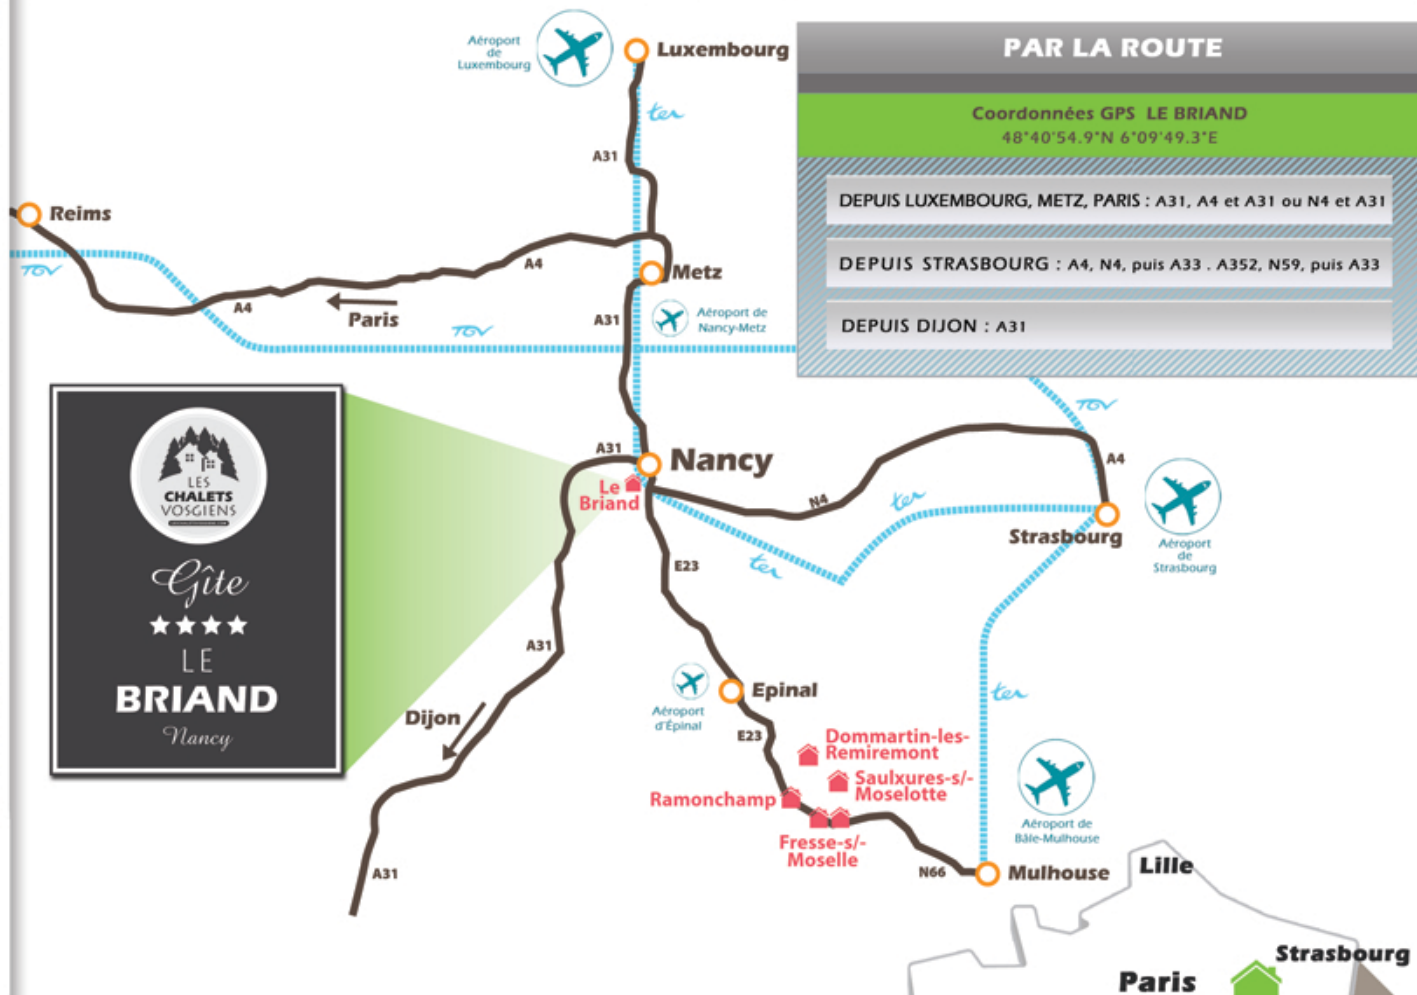 Aéroport
de
Luxembourg
Luxembourg
ter
A31
PAR LA ROUTE
Coordonnées GPS LE BRIAND
48°40'54.9"N 6°09'49.3"E
DEPUIS LUXEMBOURG, METZ, PARIS : A31, A4 et A31 ou N4 et A31
DEPUIS STRASBOURG : A4, N4, puis A33 . A352, N59, puis A33
DEPUIS DIJON : A31
Reims
TGV
A4
A4
Paris
Metz
A31
Aéroport de
Nancy-Metz
TGV
TGV
LES
CHALETS
VOSGIENS
Gîte
LE
BRIAND
Nancy
A31
Nancy
Le
Briand
N4
ter
ter
A4
Strasbourg
Aéroport
de
Strasbourg
E23
A31
Dijon
A31
Aéroport
d'Épinal
Epinal
E23
ter
Dommartin-les-
Remiremont
Saulxures-s/-
Moselotte
Ramonchamp
Fresse-s/-
Moselle
Aéroport de
Bâle-Mulhouse
N66
Mulhouse
Lille
Strasbourg
Paris